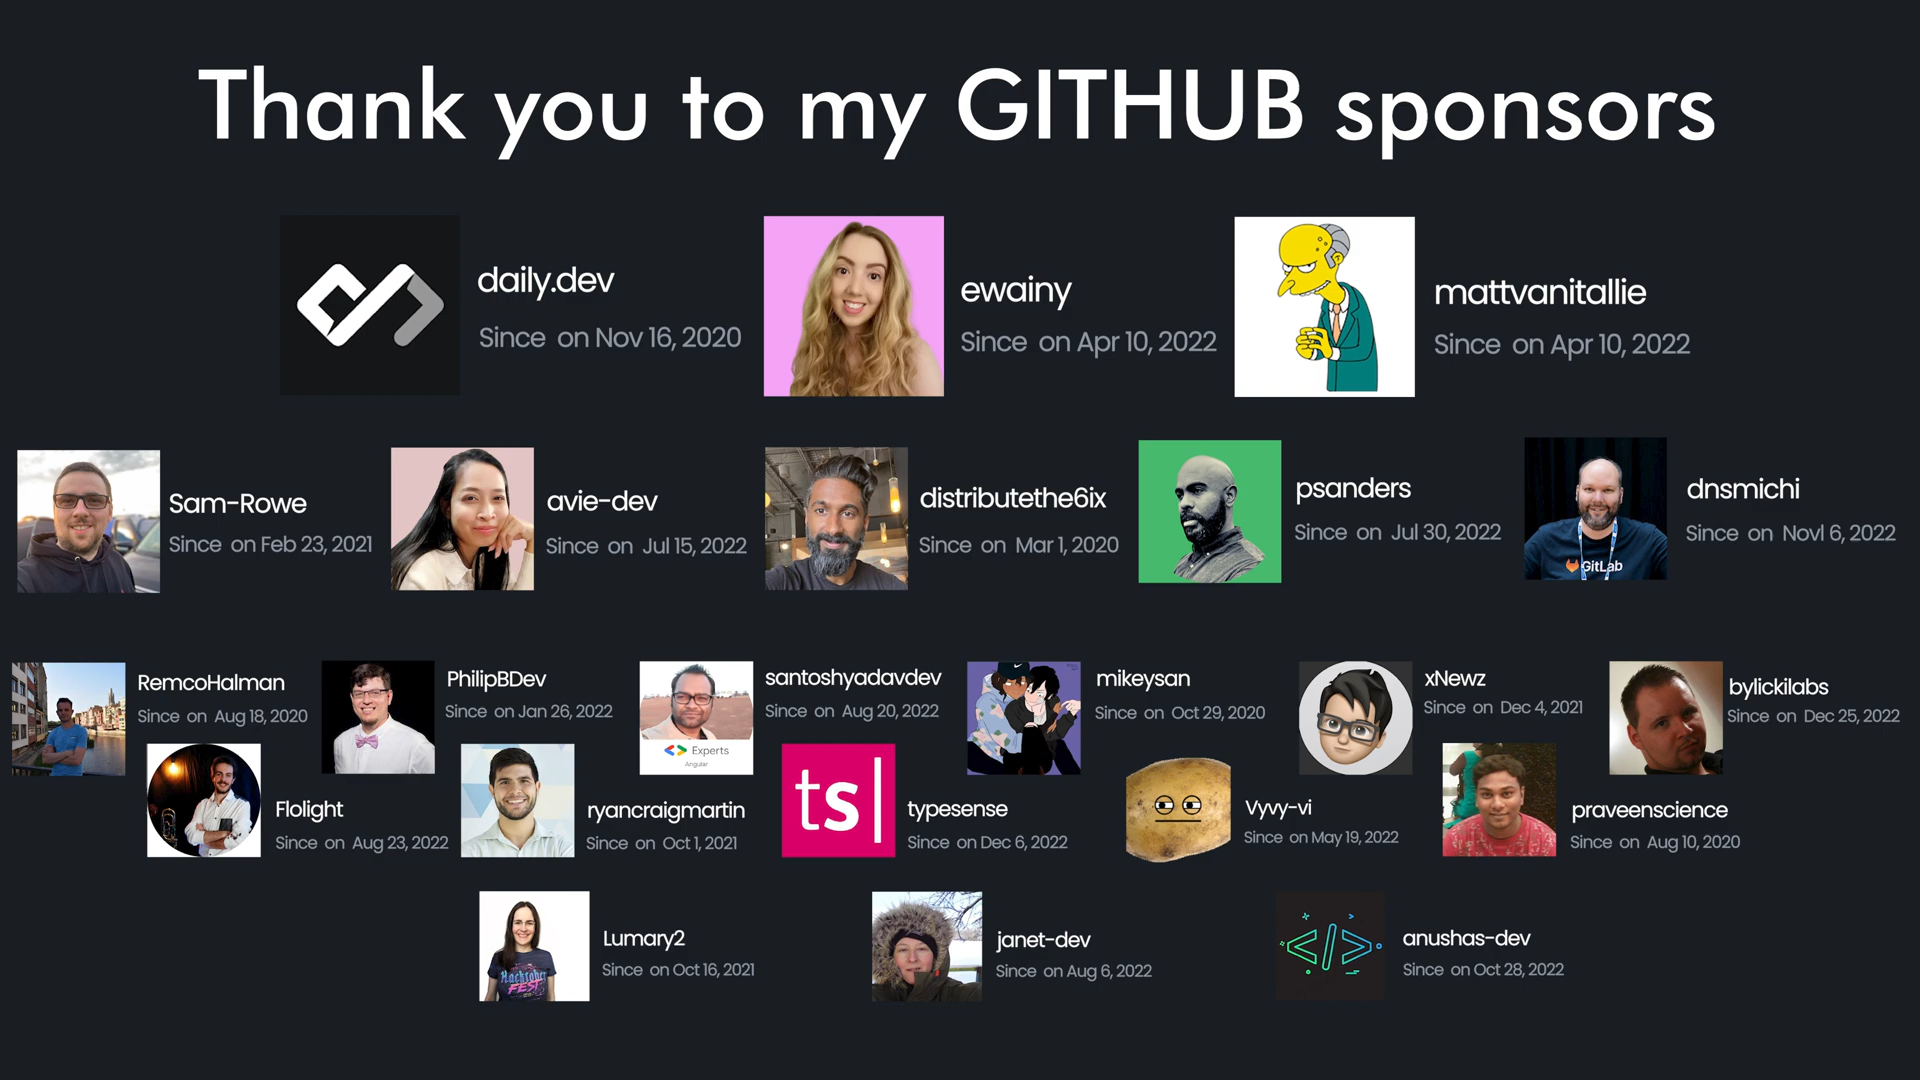 Thank you to my GITHUB sponsors
daily.dev
Since on Nov 16, 2020
ewainy
Since on Apr 10, 2022
mattvanitallie
Since on Apr 10, 2022
Sam-Rowe
Since on Feb 23, 2021
avie-dev
Since on Jul 15, 2022
distributethe6ix
Since on Mar 1, 2020
psanders
Since on Jul 30, 2022
GitLab
dnsmichi
Since on Novl 6, 2022
RemcoHalman
Since on Aug 18, 2020
PhilipBDev
Since on Jan 26, 2022
Experts
Angular
santoshyadavdev
Since on Aug 20, 2022
mikeysan
Since on Oct 29, 2020
xNewz
Since on Dec 4, 2021
bylickilabs
Since on Dec 25, 2022
Flolight
Since on Aug 23, 2022
ryancraigmartin
Since on Oct 1, 2021
ts|
typesense
Since on Dec 6, 2022
Vyvy-vi
Since on May 19, 2022
praveenscience
Since on Aug 10, 2020
Hacktober
FEST
Lumary2
Since on Oct 16, 2021
janet-dev
Since on Aug 6, 2022
</>
anushas-dev
Since on Oct 28, 2022